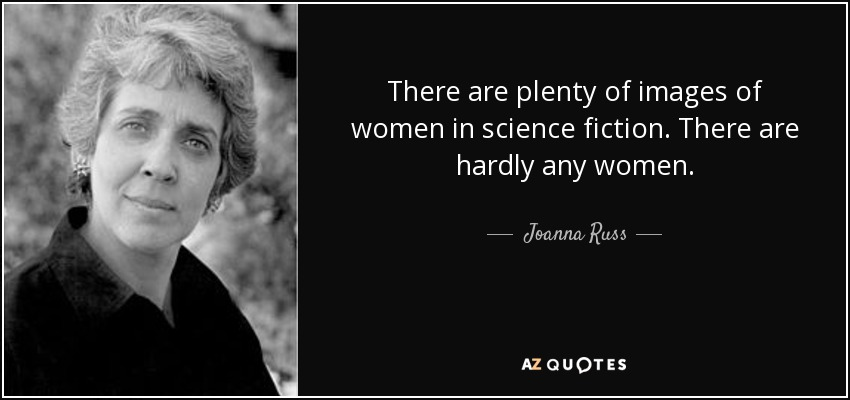 There are plenty of images of
women in science fiction. There are
hardly any women.
Joanna Russ
AZ QUOTES